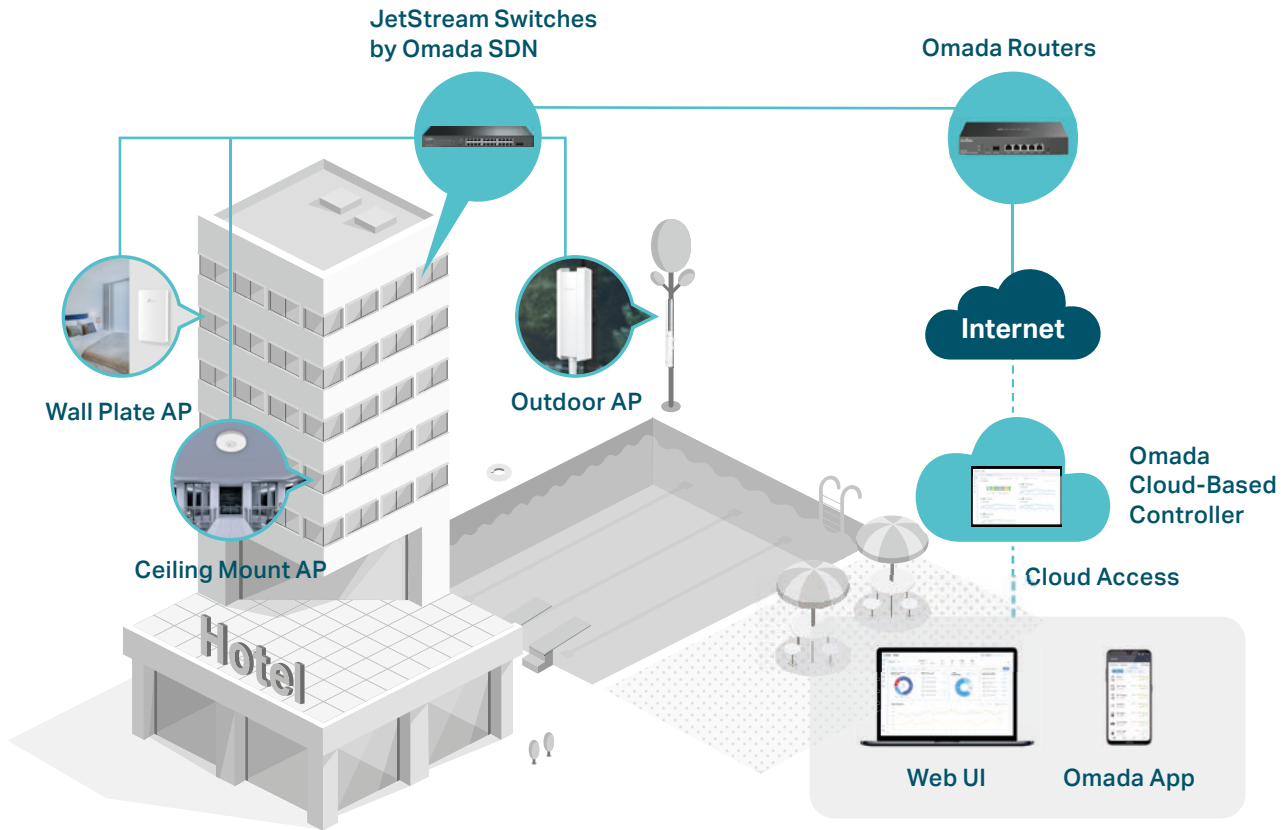 JetStream Switches
by Omada SDN
Omada Routers
Internet
Wall Plate AP
Outdoor AP
Omada
Cloud-Based
Controller
Ceiling Mount AP
Cloud Access
Hotel
Web UI
Omada App